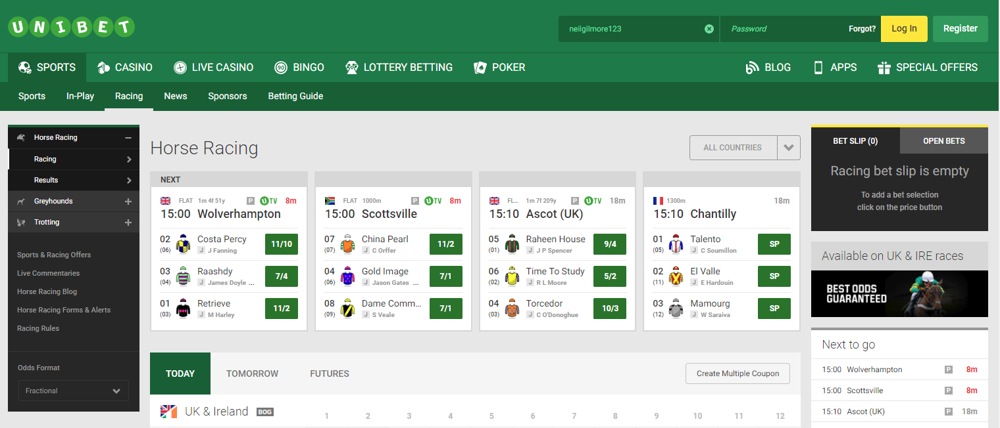 UNIBET
neilgilmore123 Password Forgot? Log In Register
SPORTS CASINO LIVE CASINO 90 BINGO LOTTERY BETTING POKER BLOG APPS SPECIAL OFFERS
Sports In-Play Racing News Sponsors Betting Guide
Horse Racing
Racing
Results
Greyhounds
Trotting
Sports & Racing Offers
Live Commentaries
Horse Racing Blog
Horse Racing Forms & Alerts
Racing Rules
Odds Format
Fractional
Horse Racing
ALL COUNTRIES
NEXT
FLAT 1m 4f 51y P U TV 8m
15:00 Wolverhampton
02 Costa Percy 11/10
(06) J J Fanning
03 Raashdy 7/4
(04) J James Doyle ...
01 Retrieve 11/2
(03) J M Harley
FLAT 1000m P U TV 8m
15:00 Scottsville
07 China Pearl 11/2
(07) J C Orffer
04 Gold Image 7/1
(06) J Jason Gates ...
08 Dame Comm... 7/1
(09) J S Veale
FL... 1m 7f 209y P U TV 18m
15:10 Ascot (UK)
05 Raheen House 9/4
(01) J J P Spencer
06 Time To Study 5/2
(02) J R L Moore
04 Torcedor 10/3
(03) J C O'Donoghue
1300m 18m
15:10 Chantilly
01 Talento SP
(05) J C Soumillon
02 El Valle SP
(11) J E Hardouin
03 Mamourg SP
(12) J W Saraiva
TODAY TOMORROW FUTURES Create Multiple Coupon
UK & Ireland BOG 1 2 3 4 5 6 7 8 9 10 11 12
BET SLIP (0) OPEN BETS
Racing bet slip is empty
To add a bet selection
click on the price button
Available on UK & IRE races
BEST ODDS
GUARANTEED
Next to go
15:00 Wolverhampton P 8m
15:00 Scottsville P 8m
15:10 Ascot (UK) P 18m